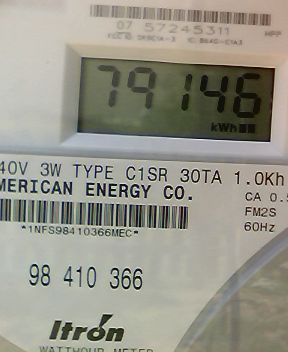 07 57245311
79146
kWh
40V 3W TYPE C1SR 30TA 1.0Kh
MERICAN ENERGY CO.
CA 0.5
FM2S
*1NFS98410366MEC*
60Hz
98 410 366
Itrón
WATTHOUR METER